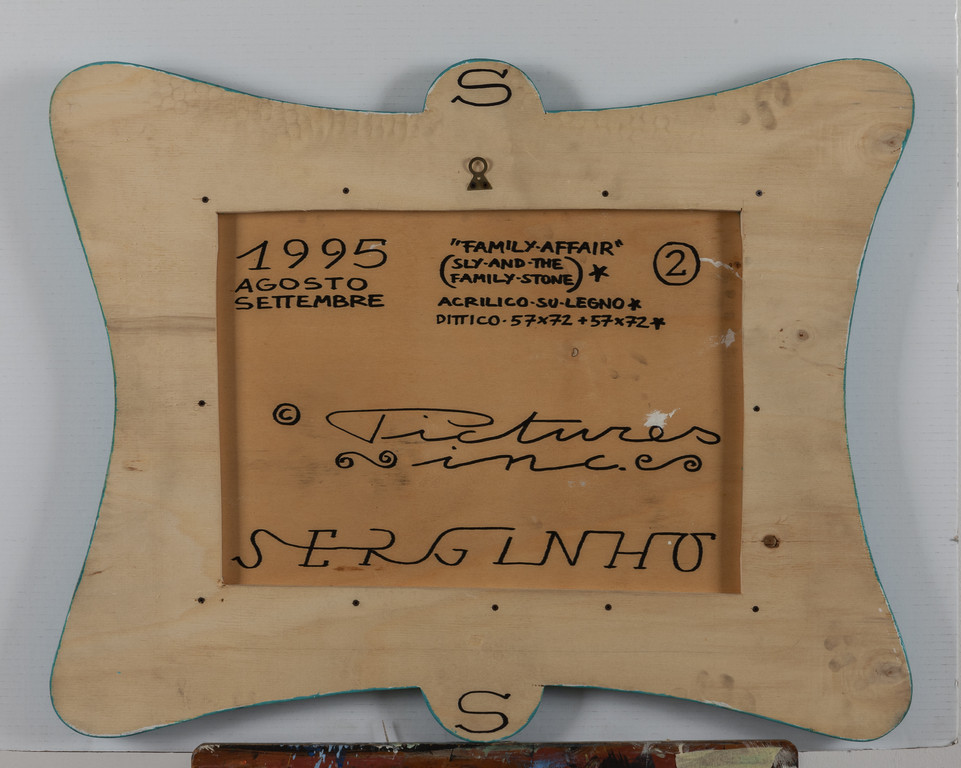 S
1995
AGOSTO
SETTEMBRE
"FAMILY·AFFAIR"
(SLY·AND·THE
FAMILY·STONE) *
ACRILICO·SU·LEGNO*
DITTICO·57x72+57x72*
2
© Pictures
inc.
SERGINHO
S